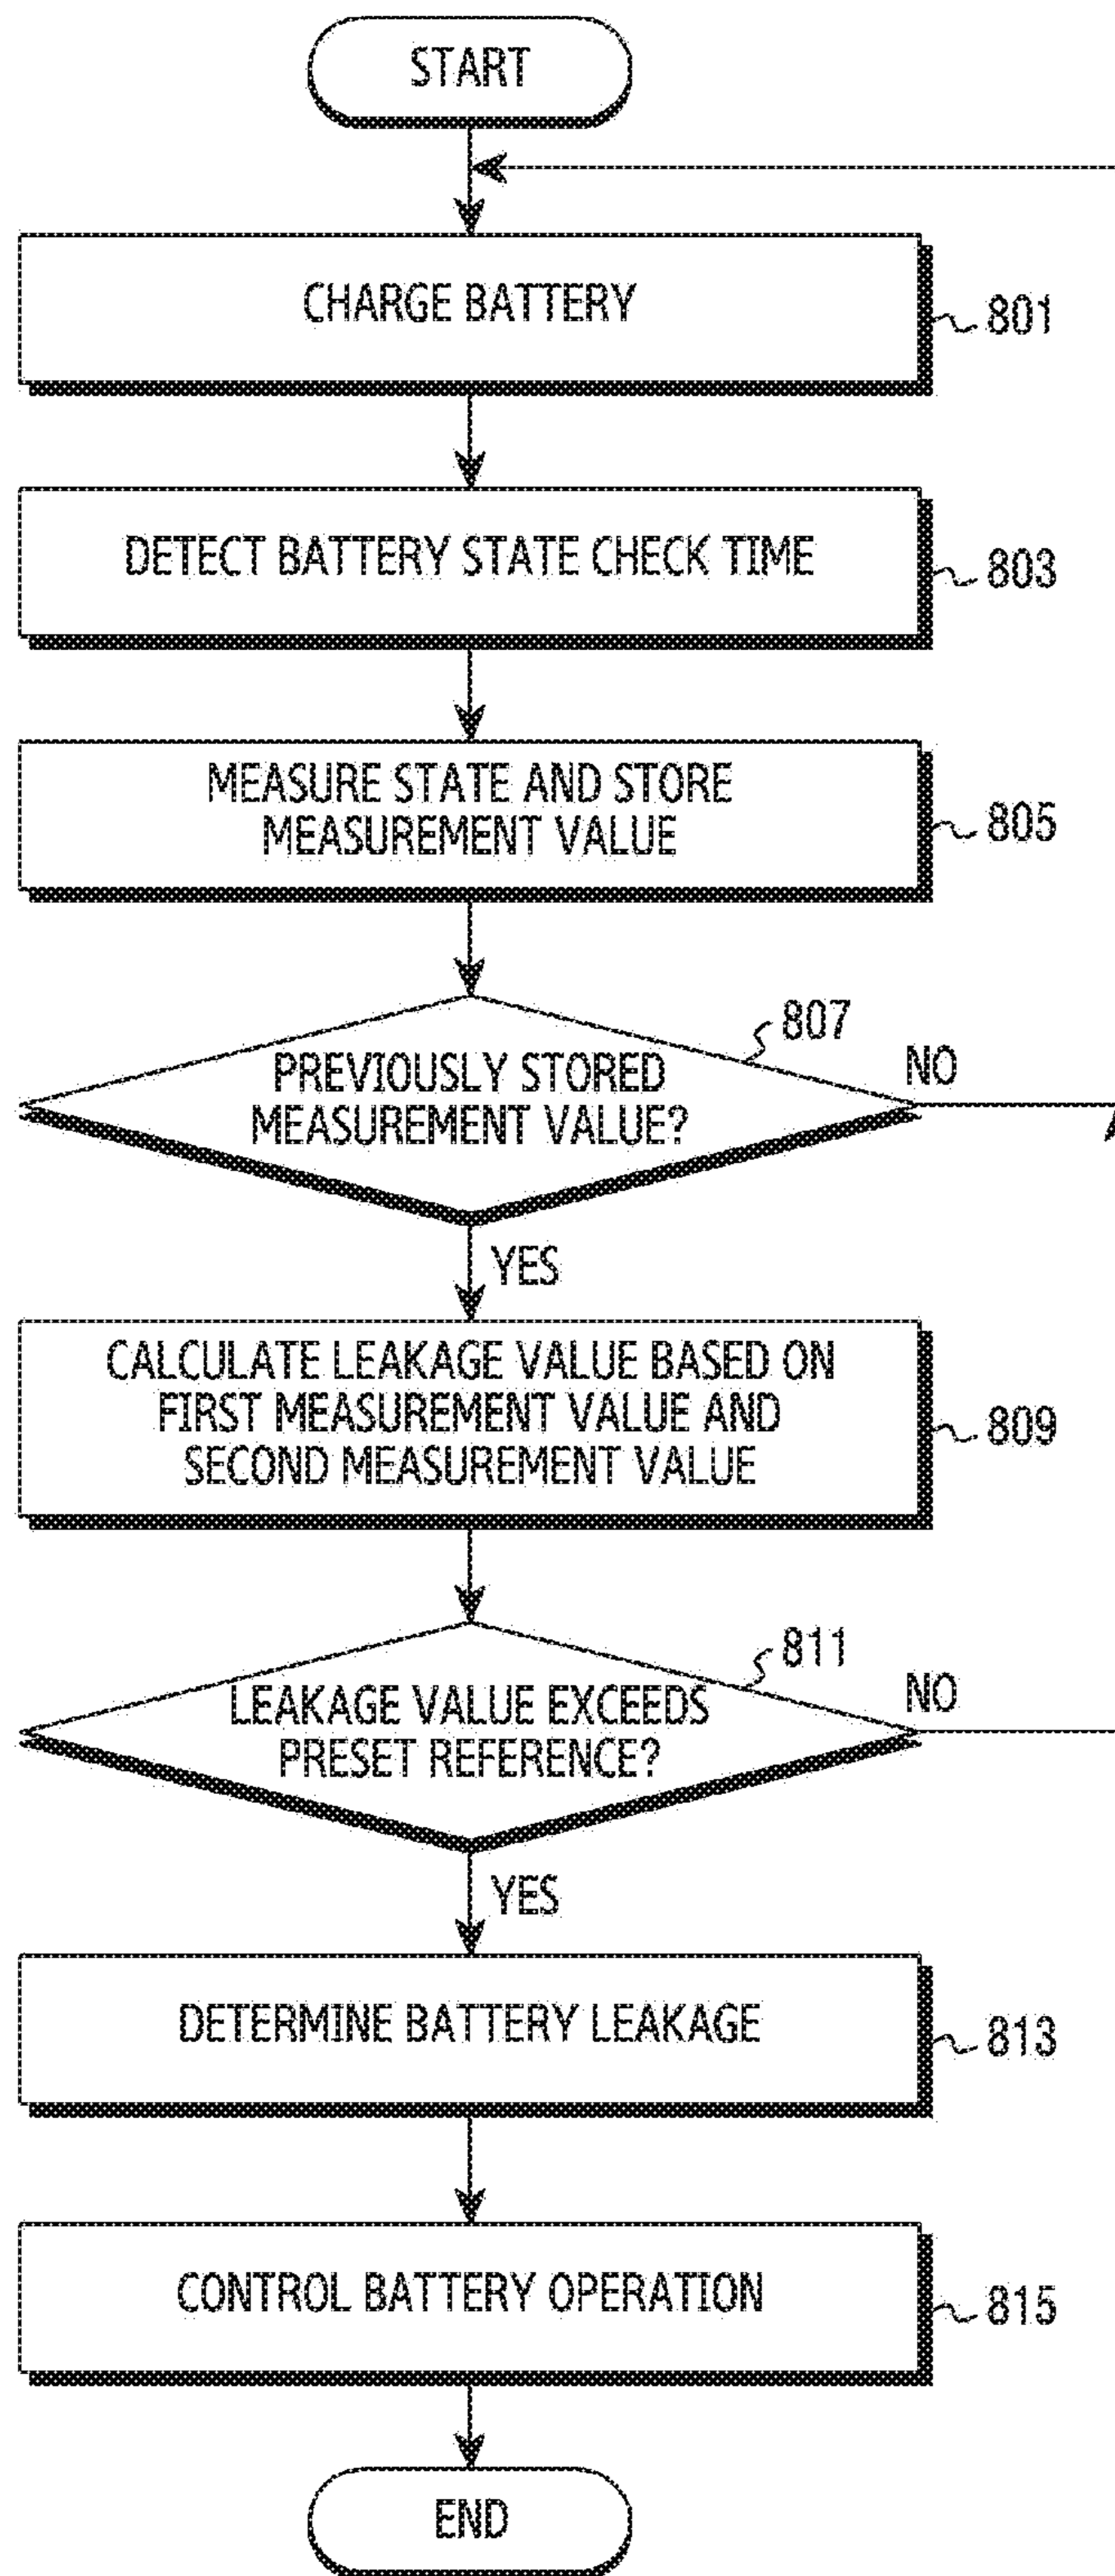 START
CHARGE BATTERY
801
DETECT BATTERY STATE CHECK TIME
803
MEASURE STATE AND STORE
MEASUREMENT VALUE
805
807
PREVIOUSLY STORED
MEASUREMENT VALUE?
NO
YES
CALCULATE LEAKAGE VALUE BASED ON
FIRST MEASUREMENT VALUE AND
SECOND MEASUREMENT VALUE
809
811
LEAKAGE VALUE EXCEEDS
PRESET REFERENCE?
NO
YES
DETERMINE BATTERY LEAKAGE
813
CONTROL BATTERY OPERATION
815
END